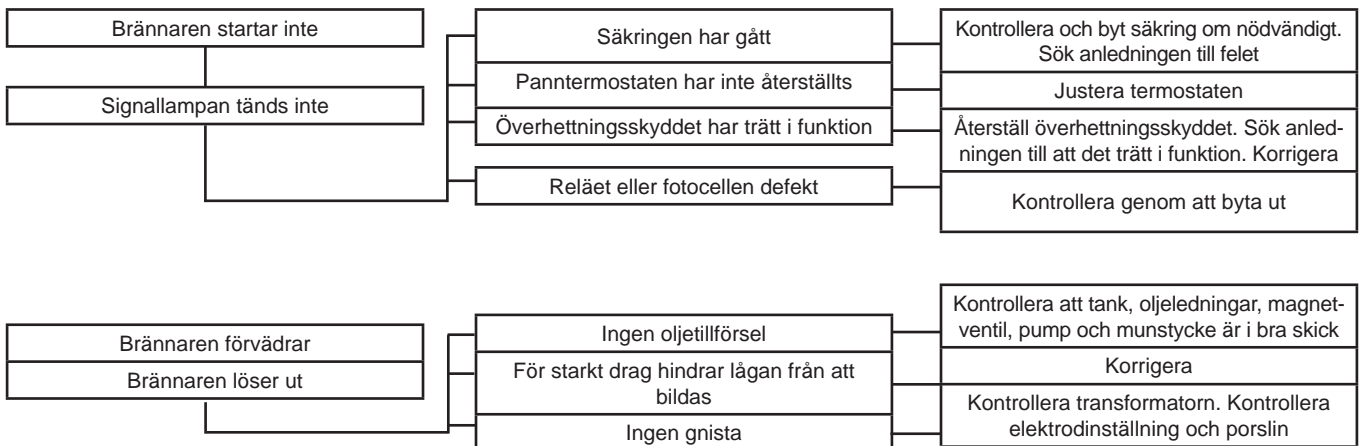 Brännaren startar inte
Signallampan tänds inte
Säkringen har gått
Panntermostaten har inte återställts
Överhettningsskyddet har trätt i funktion
Reläet eller fotocellen defekt
Kontrollera och byt säkring om nödvändigt.
Sök anledningen till felet
Justera termostaten
Återställ överhettningsskyddet. Sök anled-
ningen till att det trätt i funktion. Korrigera
Kontrollera genom att byta ut
Brännaren förvädrar
Brännaren löser ut
Ingen oljetillförsel
För starkt drag hindrar lågan från att
bildas
Ingen gnista
Kontrollera att tank, oljeledningar, magnet-
ventil, pump och munstycke är i bra skick
Korrigera
Kontrollera transformatorn. Kontrollera
elektrodinställning och porslin